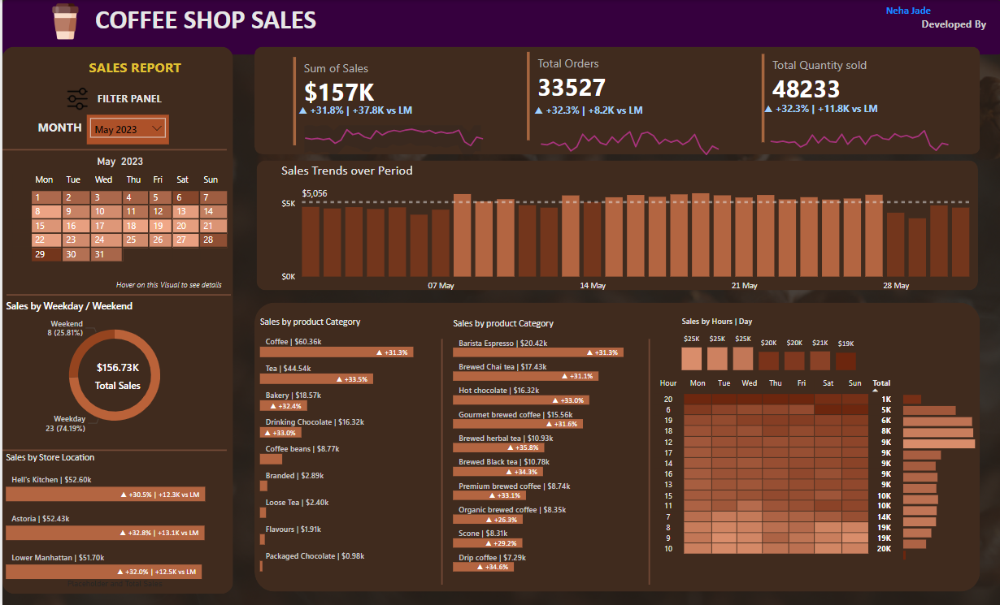 COFFEE SHOP SALES
Neha Jade
Developed By
SALES REPORT
FILTER PANEL
MONTH
May 2023
May 2023
Mon Tue Wed Thu Fri Sat Sun
1 2 3 4 5 6 7
8 9 10 11 12 13 14
15 16 17 18 19 20 21
22 23 24 25 26 27 28
29 30 31
Hover on this Visual to see details
Sales by Weekday / Weekend
Weekend
8 (25.81%)
$156.73K
Total Sales
Weekday
23 (74.19%)
Sales by Store Location
Hell's Kitchen | $52.60k
▲ +30.5% | +12.3K vs LM
Astoria | $52.43k
▲ +32.8% | +13.1K vs LM
Lower Manhattan | $51.70k
▲ +32.0% | +12.5K vs LM
Placeholder and Total Sales
Sum of Sales
$157K
▲ +31.8% | +37.8K vs LM
Total Orders
33527
▲ +32.3% | +8.2K vs LM
Total Quantity sold
48233
▲ +32.3% | +11.8K vs LM
Sales Trends over Period
$5,056
$5K
$0K
07 May 14 May 21 May 28 May
Sales by product Category
Coffee | $60.36k
▲ +31.3%
Tea | $44.54k
▲ +33.5%
Bakery | $18.57k
▲ +32.4%
Drinking Chocolate | $16.32k
▲ +33.0%
Coffee beans | $8.77k
Branded | $2.89k
Loose Tea | $2.40k
Flavours | $1.91k
Packaged Chocolate | $0.98k
Sales by product Category
Barista Espresso | $20.42k
▲ +31.3%
Brewed Chai tea | $17.43k
▲ +31.1%
Hot chocolate | $16.32k
▲ +33.0%
Gourmet brewed coffee | $15.56k
▲ +31.6%
Brewed herbal tea | $10.93k
▲ +35.8%
Brewed Black tea | $10.78k
▲ +34.3%
Premium brewed coffee | $8.74k
▲ +33.1%
Organic brewed coffee | $8.35k
▲ +26.3%
Scone | $8.31k
▲ +29.2%
Drip coffee | $7.29k
▲ +34.6%
Sales by Hours | Day
$25K $25K $25K $20K $20K $21K $19K
Hour Mon Tue Wed Thu Fri Sat Sun Total
20 1K
6 5K
19 6K
18 8K
12 9K
17 9K
14 9K
16 9K
13 9K
15 10K
11 10K
7 14K
8 19K
9 19K
10 20K